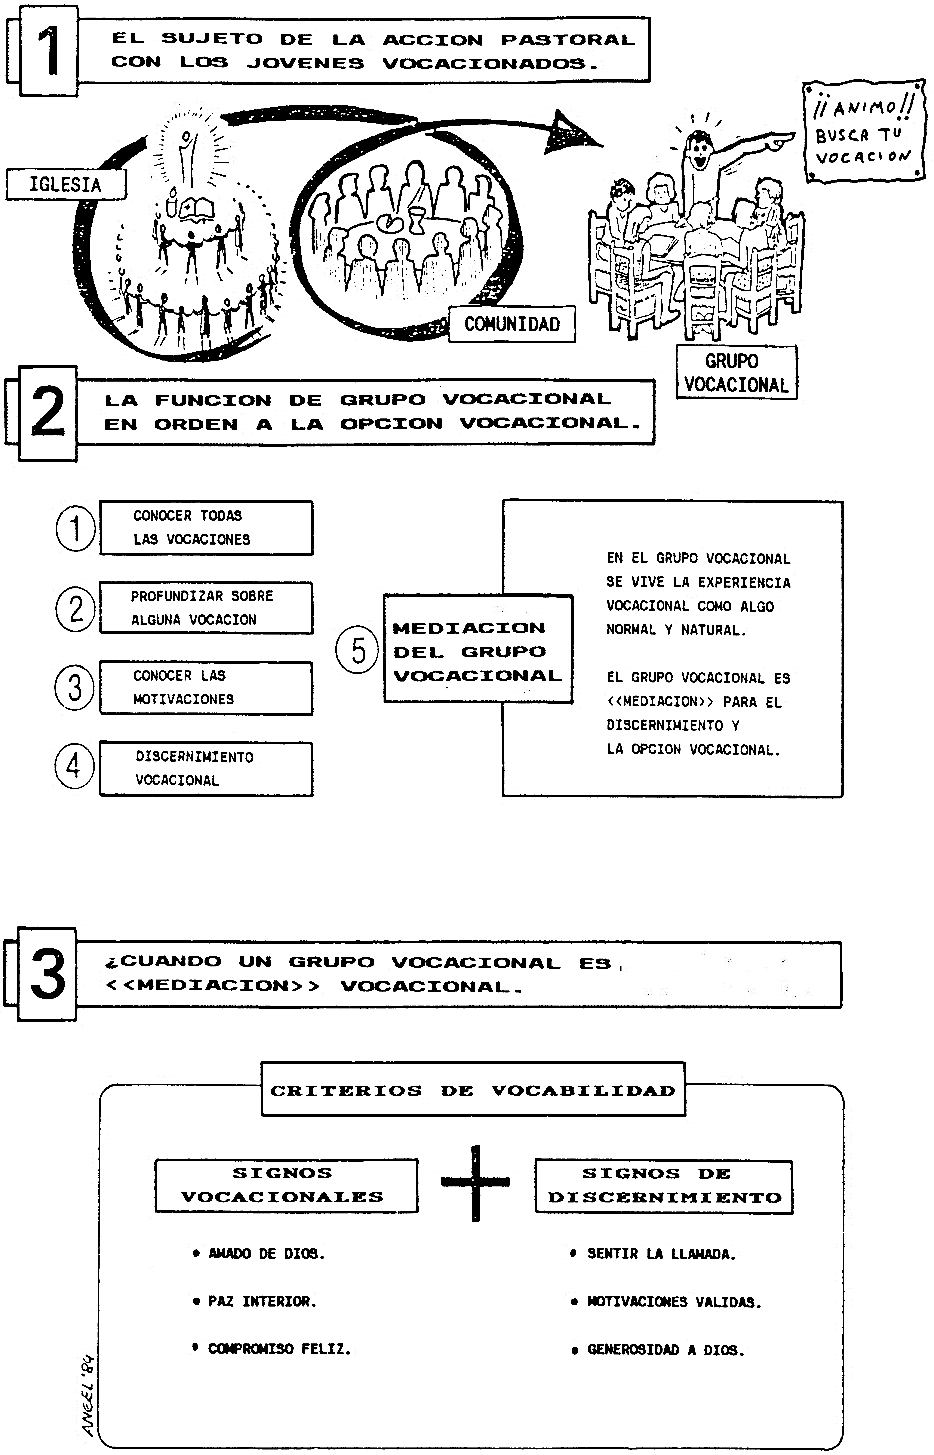 1
EL SUJETO DE LA ACCION PASTORAL
CON LOS JOVENES VOCACIONADOS.
IGLESIA
COMUNIDAD
¡¡ANIMO!!
BUSCA TU
VOCACION
GRUPO
VOCACIONAL
2
LA FUNCION DE GRUPO VOCACIONAL
EN ORDEN A LA OPCION VOCACIONAL.
1
CONOCER TODAS
LAS VOCACIONES
2
PROFUNDIZAR SOBRE
ALGUNA VOCACION
3
CONOCER LAS
MOTIVACIONES
4
DISCERNIMIENTO
VOCACIONAL
5
MEDIACION
DEL GRUPO
VOCACIONAL
EN EL GRUPO VOCACIONAL
SE VIVE LA EXPERIENCIA
VOCACIONAL COMO ALGO
NORMAL Y NATURAL.
EL GRUPO VOCACIONAL ES
<<MEDIACION>> PARA EL
DISCERNIMIENTO Y
LA OPCION VOCACIONAL.
3
¿CUANDO UN GRUPO VOCACIONAL ES
<<MEDIACION>> VOCACIONAL.
CRITERIOS DE VOCABILIDAD
SIGNOS
VOCACIONALES
• AMADO DE DIOS.
• PAZ INTERIOR.
• COMPROMISO FELIZ.
+
SIGNOS DE
DISCERNIMIENTO
• SENTIR LA LLAMADA.
• MOTIVACIONES VALIDAS.
• GENEROSIDAD A DIOS.
ANGEL '89